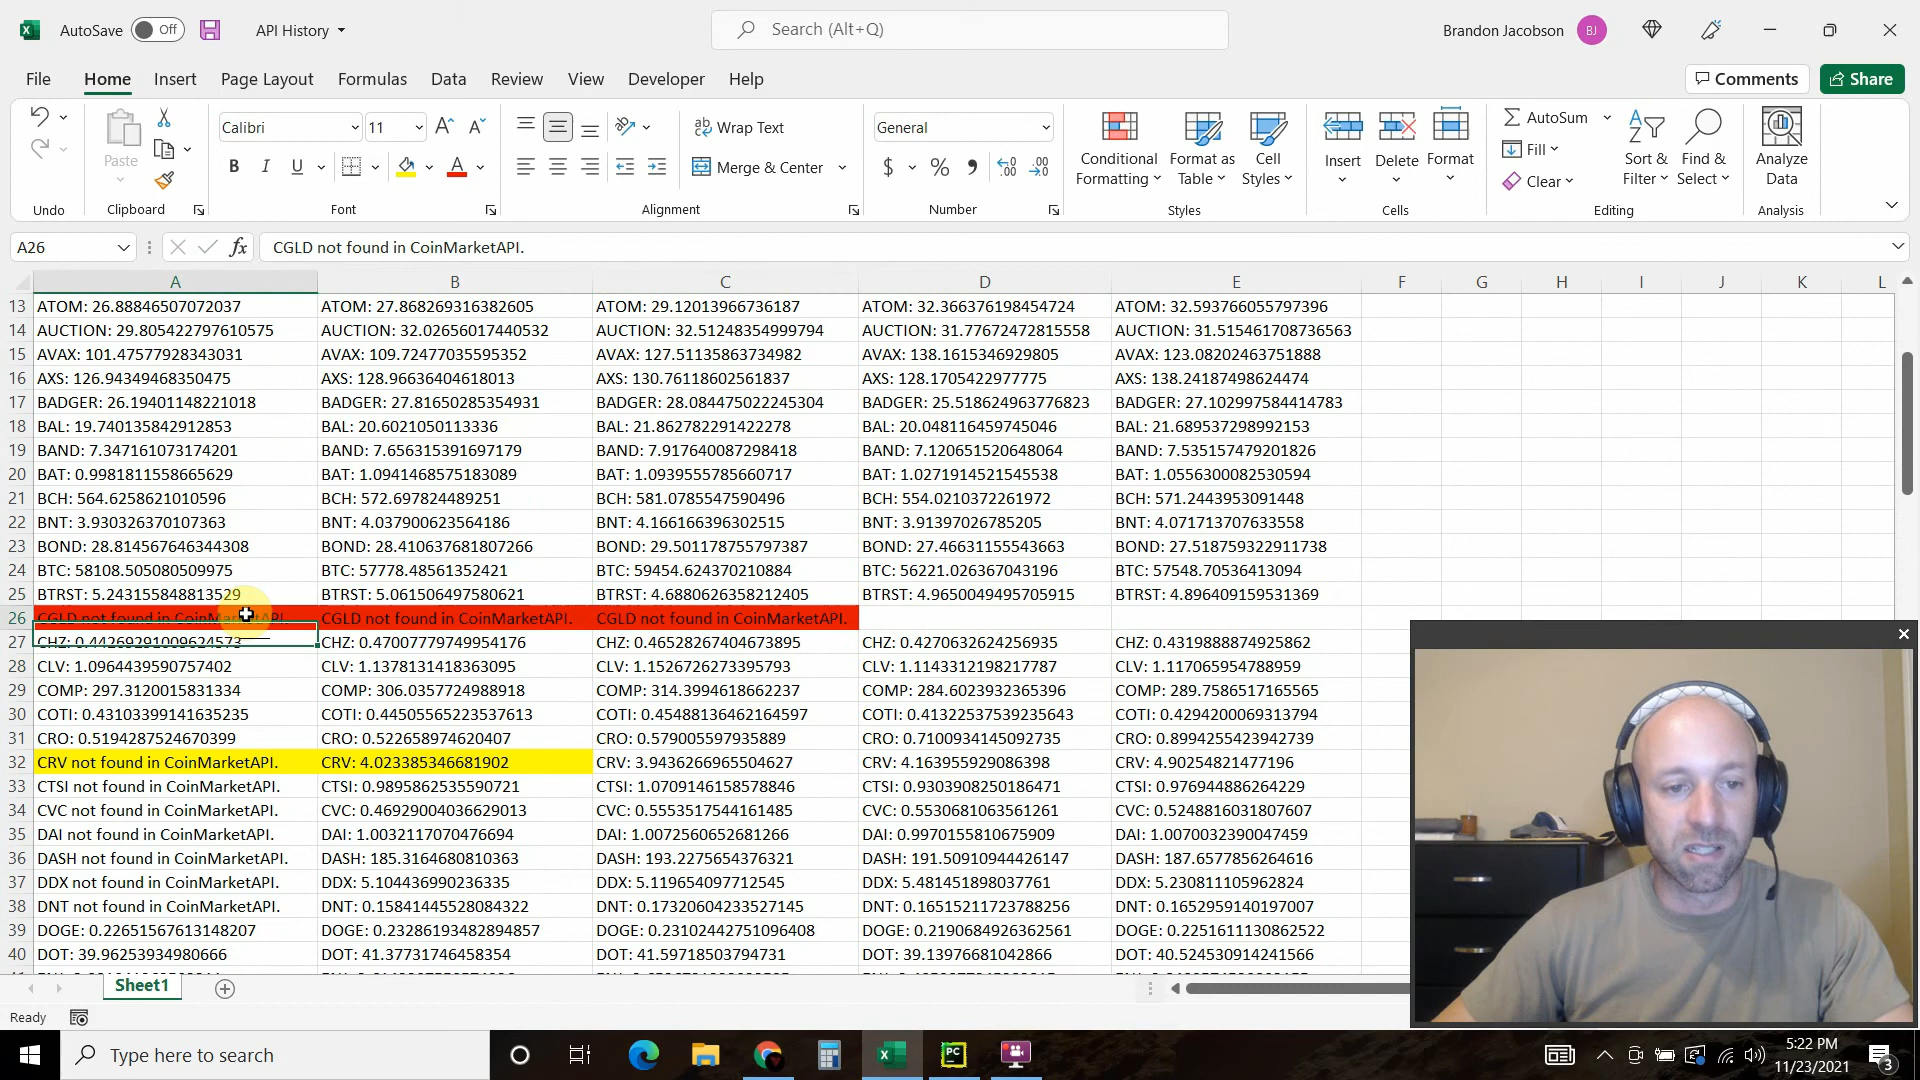 AutoSave Off API History Search (Alt+Q) Brandon Jacobson BJ
File Home Insert Page Layout Formulas Data Review View Developer Help Comments Share
Calibri 11 Wrap Text General AutoSum
Paste Conditional Formatting Format as Table Cell Styles Insert Delete Format Fill Sort & Filter Find & Select Analyze Data
B I U Merge & Center $ % Clear
Undo Clipboard Font Alignment Number Styles Cells Editing Analysis
A26 fx CGLD not found in CoinMarketAPI.
A B C D E F G H I J K L
13 ATOM: 26.88846507072037 ATOM: 27.868269316382605 ATOM: 29.12013966736187 ATOM: 32.366376198454724 ATOM: 32.593766055797396
14 AUCTION: 29.805422797610575 AUCTION: 32.02656017440532 AUCTION: 32.51248354999794 AUCTION: 31.77672472815558 AUCTION: 31.515461708736563
15 AVAX: 101.47577928343031 AVAX: 109.72477035595352 AVAX: 127.51135863734982 AVAX: 138.1615346929805 AVAX: 123.08202463751888
16 AXS: 126.94349468350475 AXS: 128.96636404618013 AXS: 130.76118602561837 AXS: 128.1705422977775 AXS: 138.24187498624474
17 BADGER: 26.19401148221018 BADGER: 27.81650285354931 BADGER: 28.084475022245304 BADGER: 25.518624963776823 BADGER: 27.102997584414783
18 BAL: 19.740135842912853 BAL: 20.6021050113336 BAL: 21.862782291422278 BAL: 20.048116459745046 BAL: 21.689537298992153
19 BAND: 7.347161073174201 BAND: 7.656315391697179 BAND: 7.917640087298418 BAND: 7.120651520648064 BAND: 7.535157479201826
20 BAT: 0.9981811558665629 BAT: 1.0941468575183089 BAT: 1.0939555785660717 BAT: 1.0271914521545538 BAT: 1.0556300082530594
21 BCH: 564.6258621010596 BCH: 572.697824489251 BCH: 581.0785547590496 BCH: 554.0210372261972 BCH: 571.2443953091448
22 BNT: 3.930326370107363 BNT: 4.037900623564186 BNT: 4.166166396302515 BNT: 3.91397026785205 BNT: 4.071713707633558
23 BOND: 28.814567646344308 BOND: 28.410637681807266 BOND: 29.501178755797387 BOND: 27.46631155543663 BOND: 27.518759322911738
24 BTC: 58108.505080509975 BTC: 57778.48561352421 BTC: 59454.624370210884 BTC: 56221.026367043196 BTC: 57548.70536413094
25 BTRST: 5.243155848813529 BTRST: 5.061506497580621 BTRST: 4.6880626358212405 BTRST: 4.9650049495705915 BTRST: 4.896409159531369
26 CGLD not found in CoinMarketAPI. CGLD not found in CoinMarketAPI. CGLD not found in CoinMarketAPI.
27 CHZ: 0.44269291009624573 CHZ: 0.47007779749954176 CHZ: 0.46528267404673895 CHZ: 0.4270632624256935 CHZ: 0.4319888874925862
28 CLV: 1.0964439590757402 CLV: 1.1378131418363095 CLV: 1.1526726273395793 CLV: 1.1143312198217787 CLV: 1.117065954788959
29 COMP: 297.3120015831334 COMP: 306.0357724988918 COMP: 314.3994618662237 COMP: 284.6023932365396 COMP: 289.7586517165565
30 COTI: 0.43103399141635235 COTI: 0.44505565223537613 COTI: 0.45488136462164597 COTI: 0.41322537539235643 COTI: 0.4294200069313794
31 CRO: 0.5194287524670399 CRO: 0.522658974620407 CRO: 0.579005597935889 CRO: 0.7100934145092735 CRO: 0.8994255423942739
32 CRV not found in CoinMarketAPI. CRV: 4.023385346681902 CRV: 3.9436266965504627 CRV: 4.163955929086398 CRV: 4.90254821477196
33 CTSI not found in CoinMarketAPI. CTSI: 0.9895862535590721 CTSI: 1.0709146158578846 CTSI: 0.9303908250186471 CTSI: 0.976944886264229
34 CVC not found in CoinMarketAPI. CVC: 0.46929004036629013 CVC: 0.5553517544161485 CVC: 0.5530681063561261 CVC: 0.5248816031807607
35 DAI not found in CoinMarketAPI. DAI: 1.0032117070476694 DAI: 1.0072560652681266 DAI: 0.9970155810675909 DAI: 1.0070032390047459
36 DASH not found in CoinMarketAPI. DASH: 185.3164680810363 DASH: 193.2275654376321 DASH: 191.50910944426147 DASH: 187.6577856264616
37 DDX not found in CoinMarketAPI. DDX: 5.104436990236335 DDX: 5.119654097712545 DDX: 5.481451898037761 DDX: 5.230811105962824
38 DNT not found in CoinMarketAPI. DNT: 0.15841445528084322 DNT: 0.17320604233527145 DNT: 0.16515211723788256 DNT: 0.1652959140197007
39 DOGE: 0.22651567613148207 DOGE: 0.23286193482894857 DOGE: 0.23102442751096408 DOGE: 0.2190684926362561 DOGE: 0.2251611130862522
40 DOT: 39.96253934980666 DOT: 41.37731746458354 DOT: 41.59718503794731 DOT: 39.13976681042866 DOT: 40.524530914241566
Sheet1
Ready
Type here to search 5:22 PM
11/23/2021 3